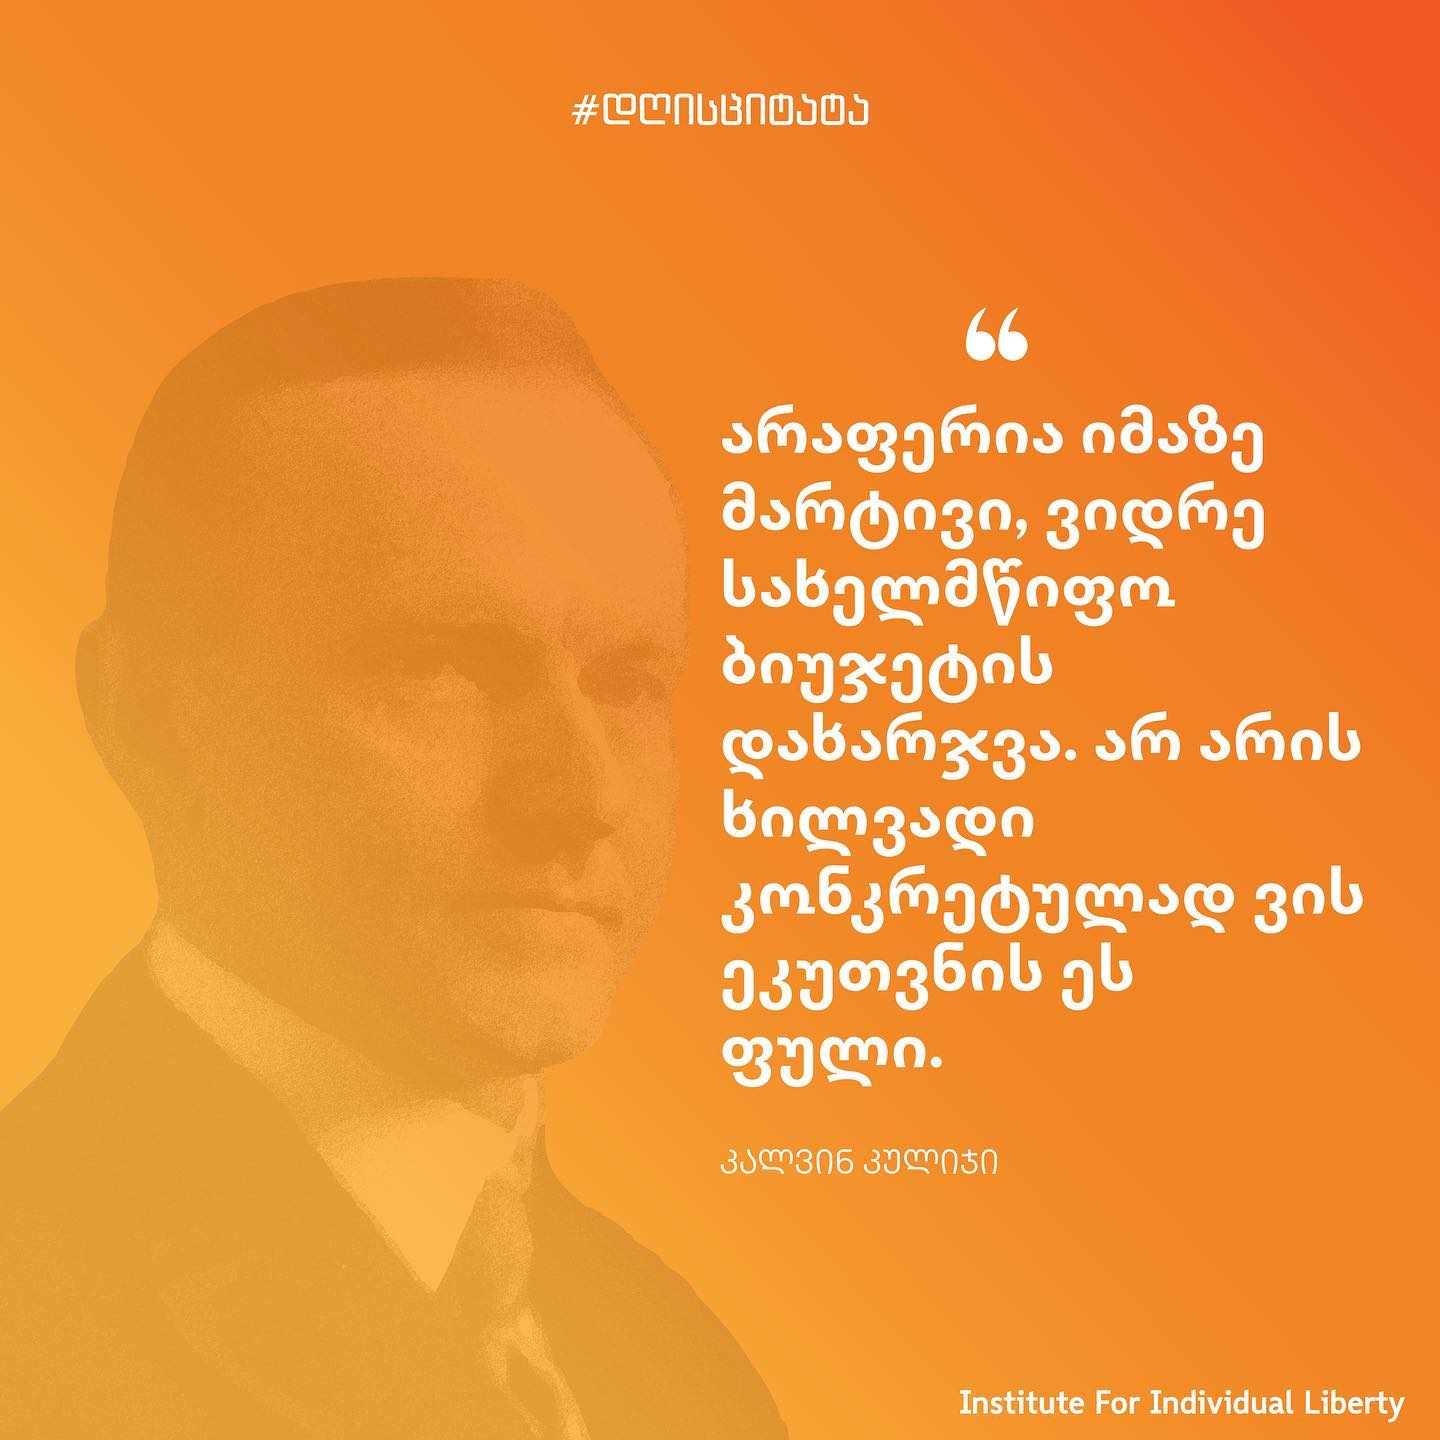 #დღისციტატა
“
არაფერია იმაზე
მარტივი, ვიდრე
სახელმწიფო
ბიუჯეტის
დახარჯვა. არ არის
ხილვადი
კონკრეტულად ვის
ეკუთვნის ეს
ფული.
კალვინ კულიჯი
Institute For Individual Liberty